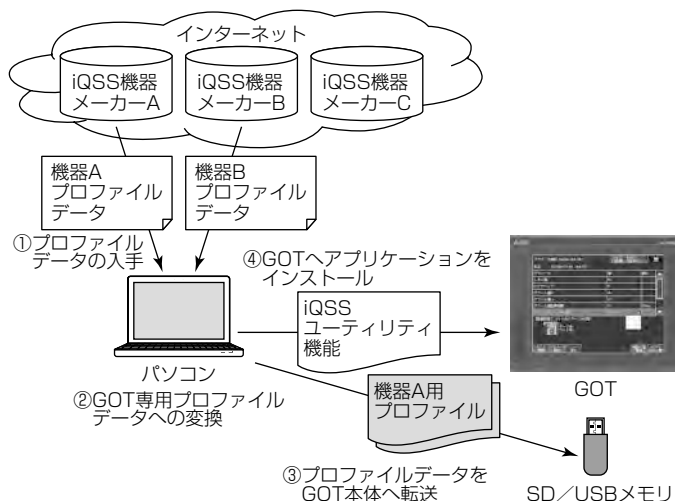 インターネット
iQSS機器
メーカーA
iQSS機器
メーカーB
iQSS機器
メーカーC
機器A
プロファイル
データ
機器B
プロファイル
データ
①プロファイル
データの入手
④GOTへアプリケーションを
インストール
iQSS
ユーティリティ
機能
パソコン
GOT
②GOT専用プロファイル
データへの変換
機器A用
プロファイル
③プロファイルデータを
GOT本体へ転送
SD/USBメモリ